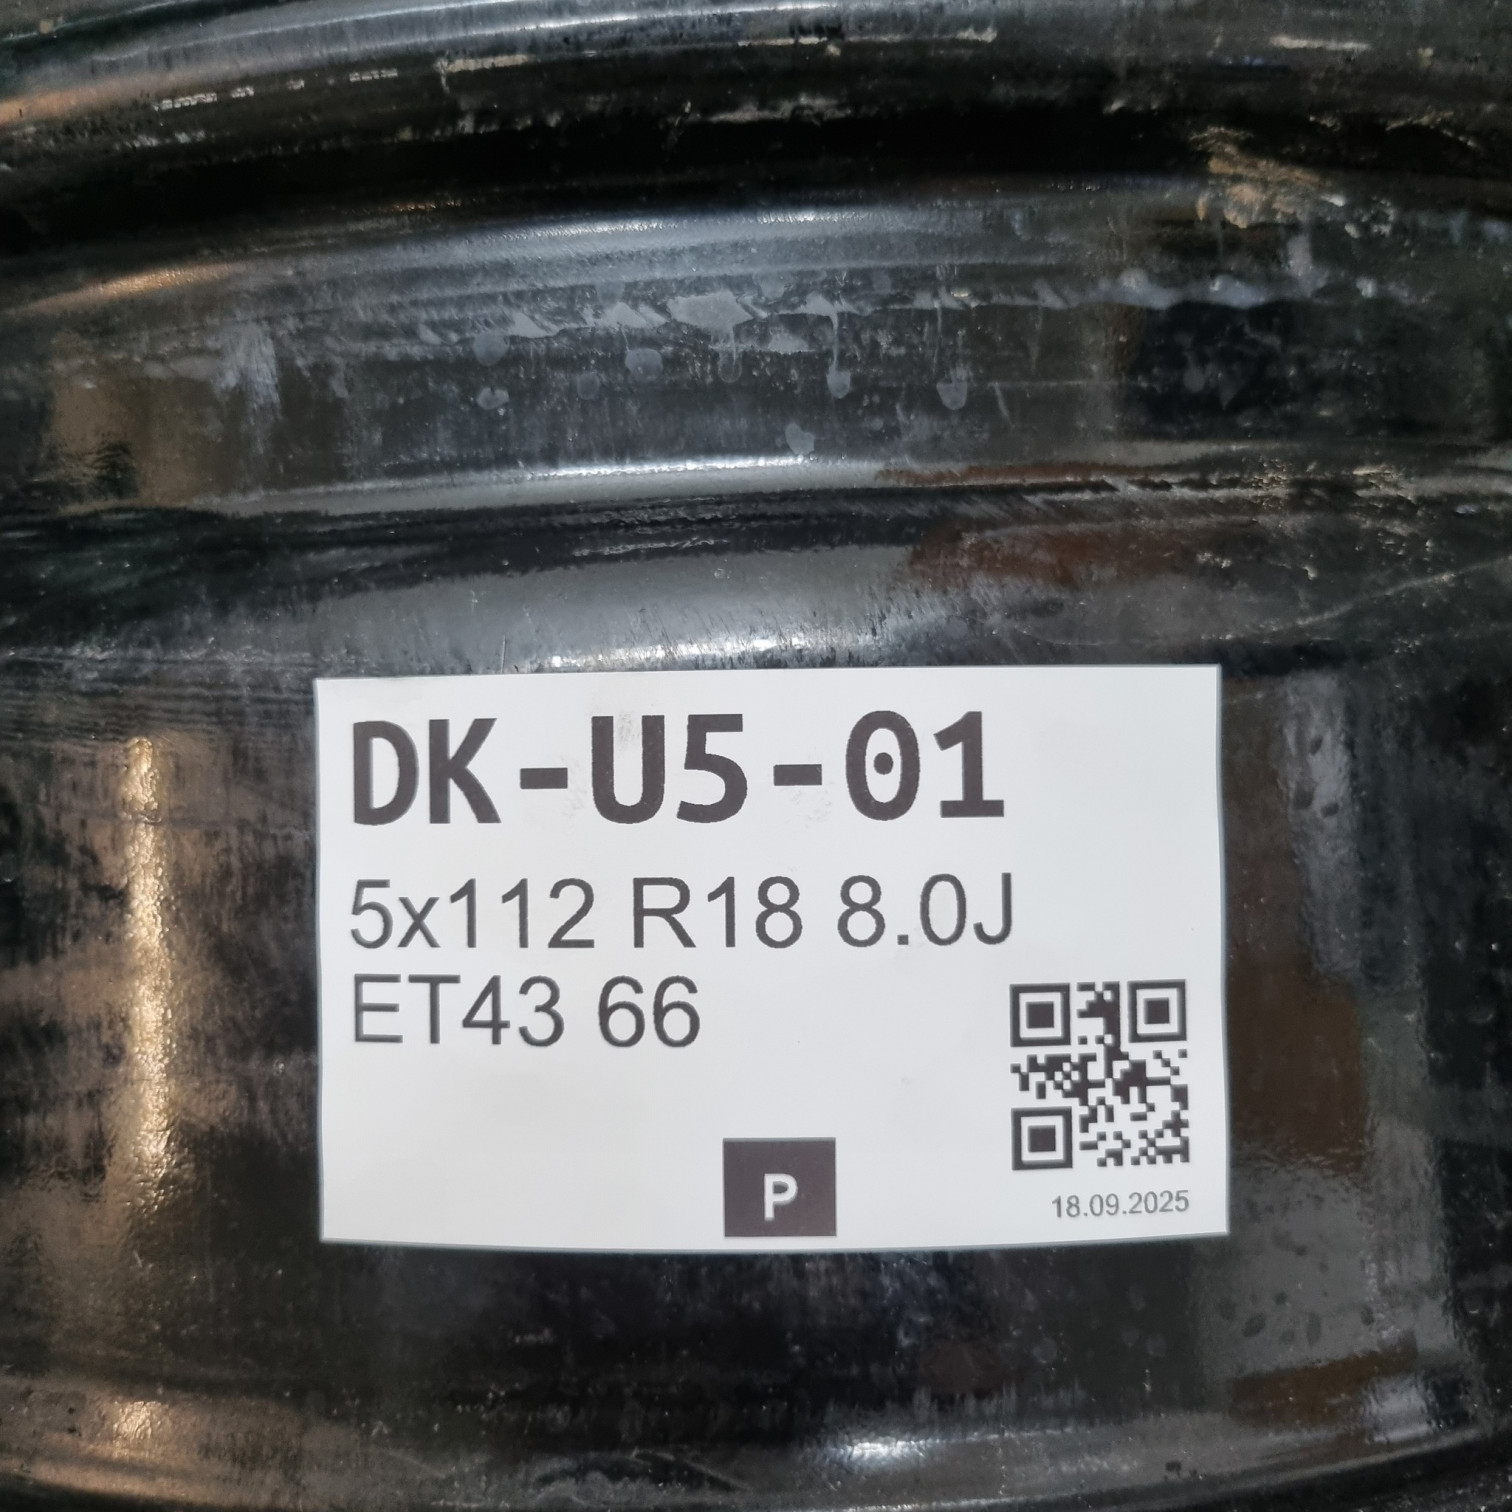 DK-U5-01
5x112 R18 8.0J
ET43 66
P
18.09.2025